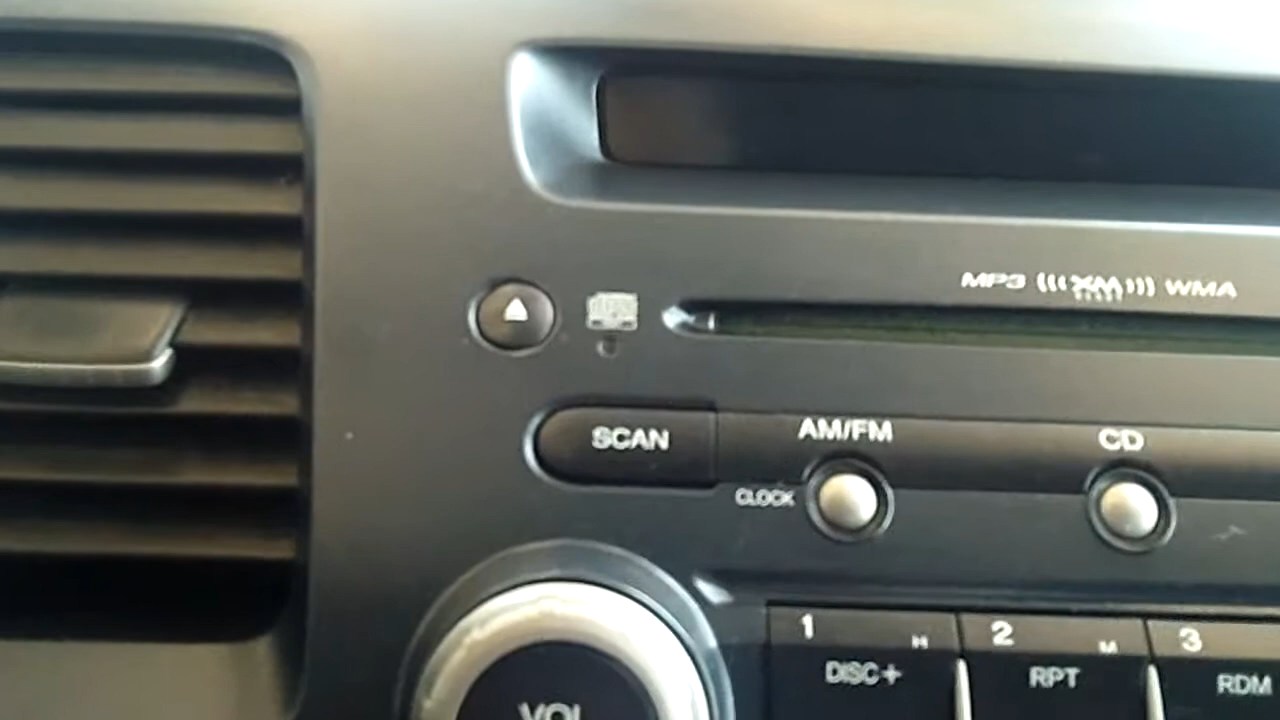 MP3 XM WMA
SCAN
AM/FM
CD
CLOCK
1 H
2 M
3
DISC+
RPT
RDM
VOL